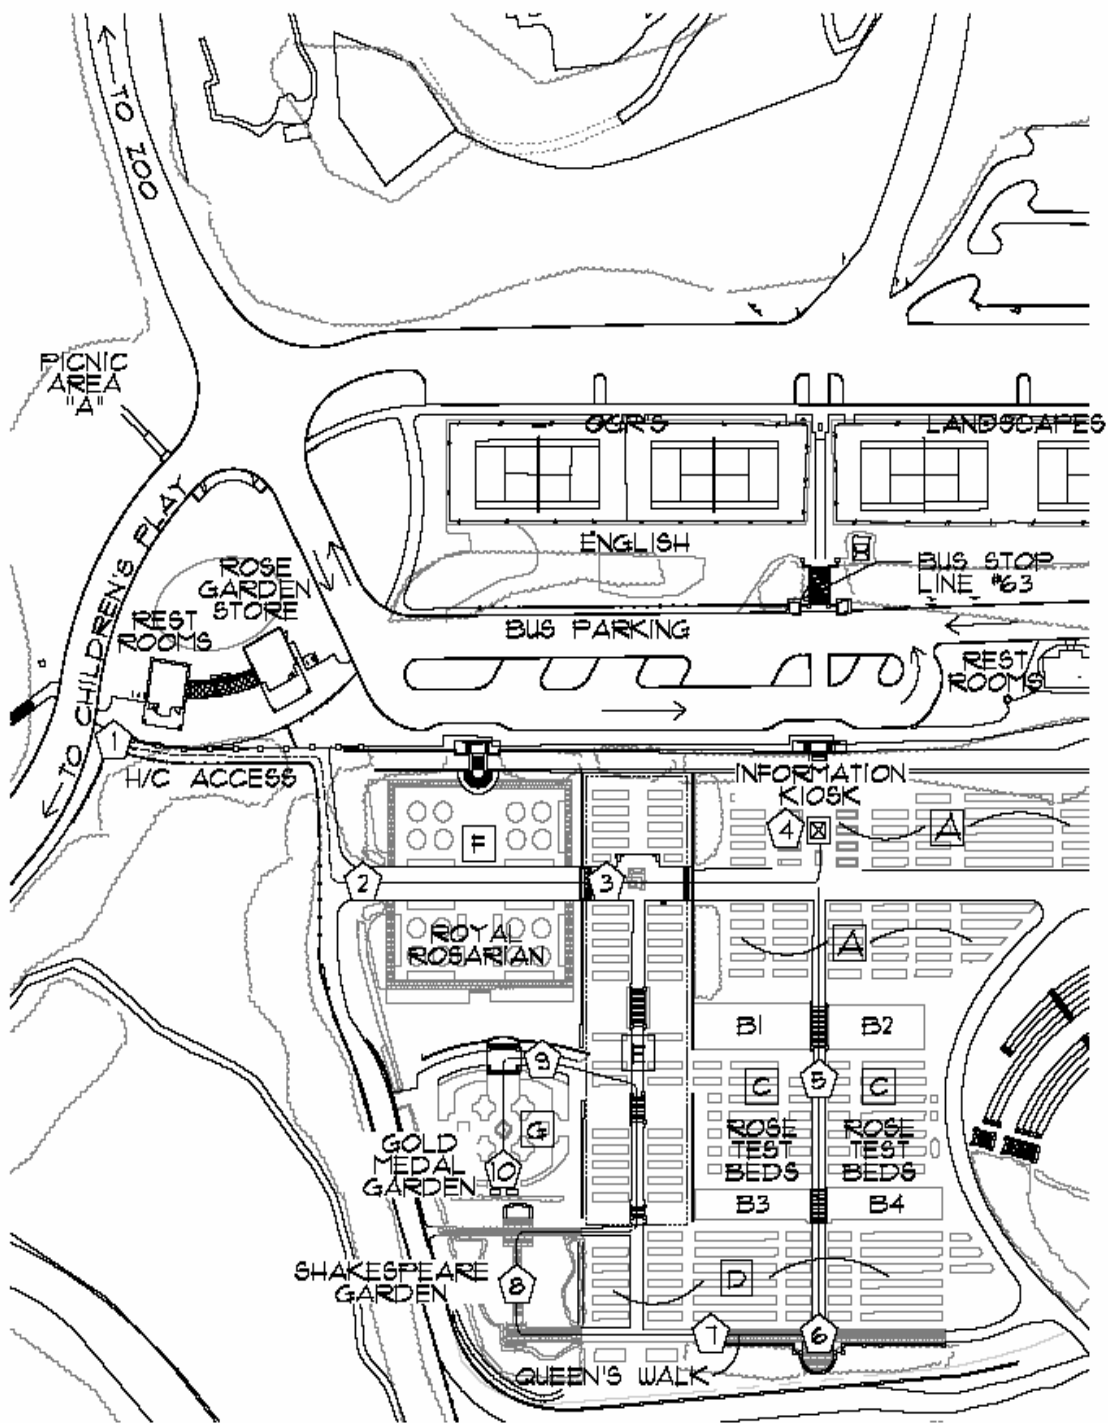 TO ZOO
PICNIC
AREA
"A"
LANDSCAPES
ENGLISH
BUS STOP
LINE #63
TO CHILDREN'S PLAY
ROSE
GARDEN
STORE
REST
ROOMS
BUS PARKING
REST
ROOMS
1
H/C ACCESS
INFORMATION
KIOSK
4
A
F
2
3
ROYAL
ROSARIAN
A
B1
B2
E
9
5
C
C
G
ROSE
TEST
BEDS
ROSE
TEST
BEDS
GOLD
MEDAL
GARDEN
10
B3
B4
SHAKESPEARE
GARDEN
8
D
7
6
QUEEN'S WALK